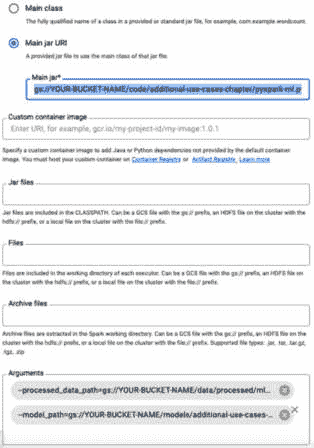 Main class
The fully qualified name of a class in a provided or standard jar file, for example, com.example.wordcount.
Main jar URI
A provided jar file to use the main class of that jar file.
Main jar*
gs://YOUR-BUCKET-NAME/code/additional-use-cases-chapter/pyspark-ml.p
Custom container image
Enter URI, for example, gcr.io/my-project-id/my-image:1.0.1
Specify a custom container image to add Java or Python dependencies not provided by the default container
image. You must host your custom container on Container Registry or Artifact Registry. Learn more
Jar files
Jar files are included in the CLASSPATH. Can be a GCS file with the gs:// prefix, an HDFS file on the cluster with the
hdfs:// prefix, or a local file on the cluster with the file:// prefix.
Files
Files are included in the working directory of each executor. Can be a GCS file with the gs:// prefix, an HDFS file on
the cluster with the hdfs:// prefix, or a local file on the cluster with the file:// prefix.
Archive files
Archive files are extracted in the Spark working directory. Can be a GCS file with the gs:// prefix, an HDFS file on the
cluster with the hdfs:// prefix, or a local file on the cluster with the file:// prefix. Supported file types: .jar, .tar, .tar.gz,
.tgz, .zip
Arguments
--processed_data_path=gs://YOUR-BUCKET-NAME/data/processed/ml...
--model_path=gs://YOUR-BUCKET-NAME/models/additional-use-cases-...